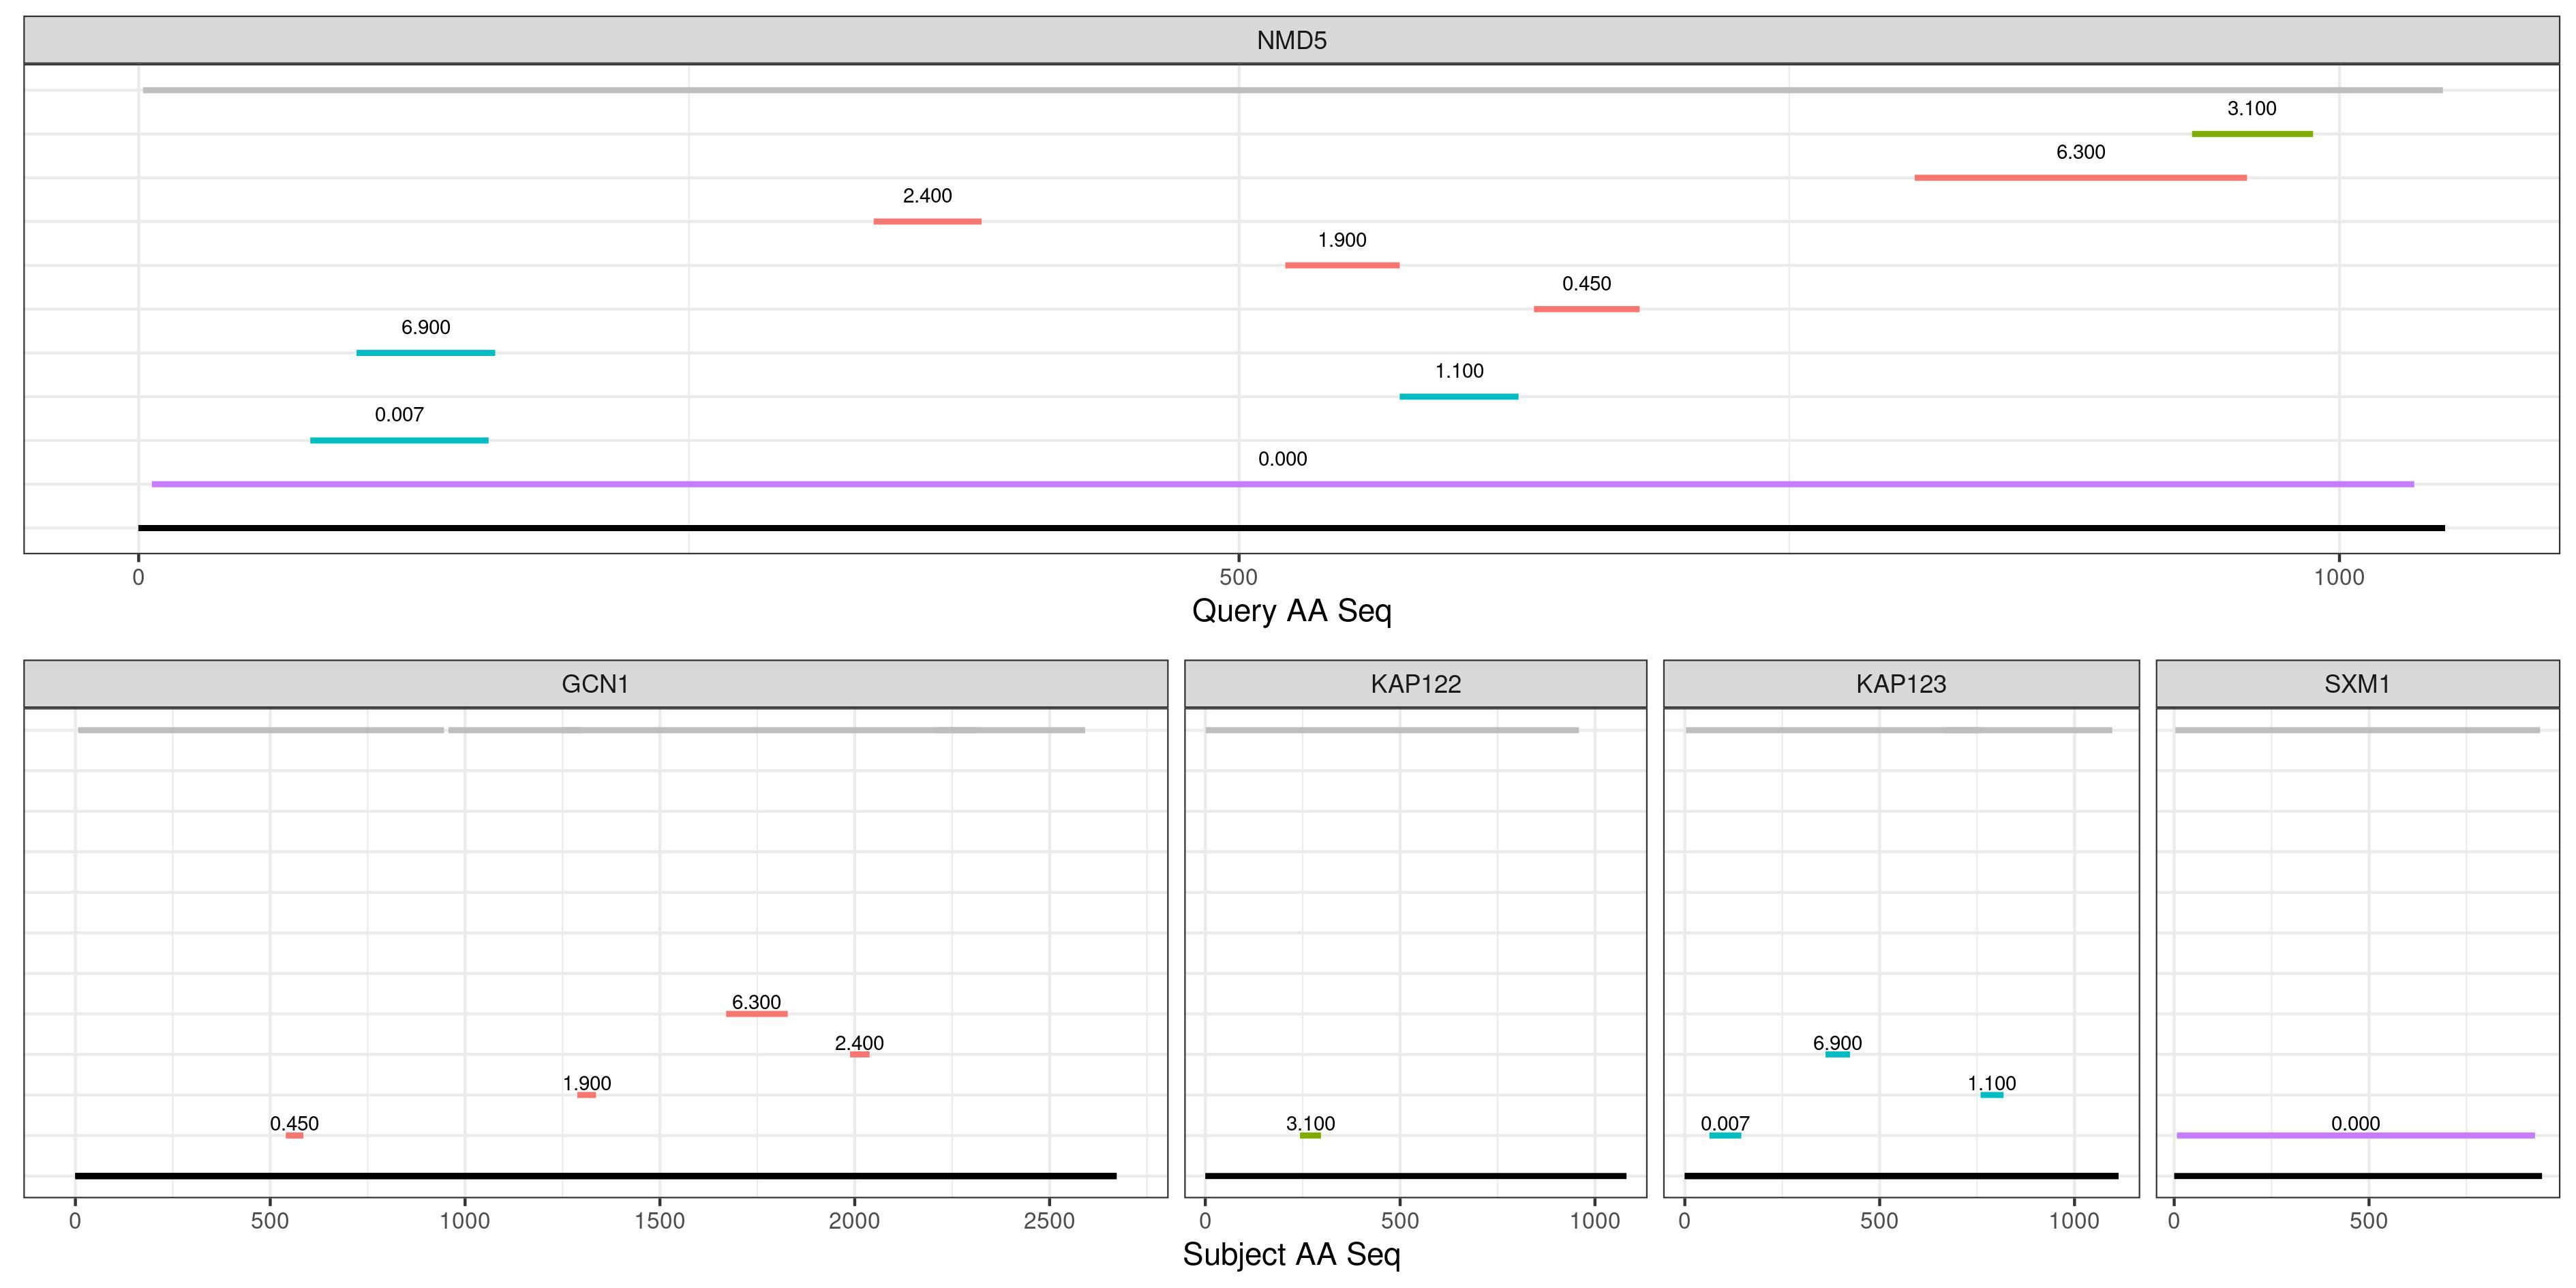 NMD5
3.100
6.300
2.400
1.900
0.450
6.900
1.100
0.007
0.000
0 500 1000
Query AA Seq
GCN1 KAP122 KAP123 SXM1
6.300
2.400 6.900
1.900 1.100
0.450 3.100 0.007 0.000
0 500 1000 1500 2000 2500 0 500 1000 0 500 1000 0 500
Subject AA Seq